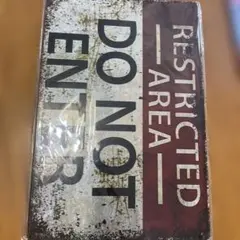 RESTRICTED
— AREA —
DO NOT
ENTER